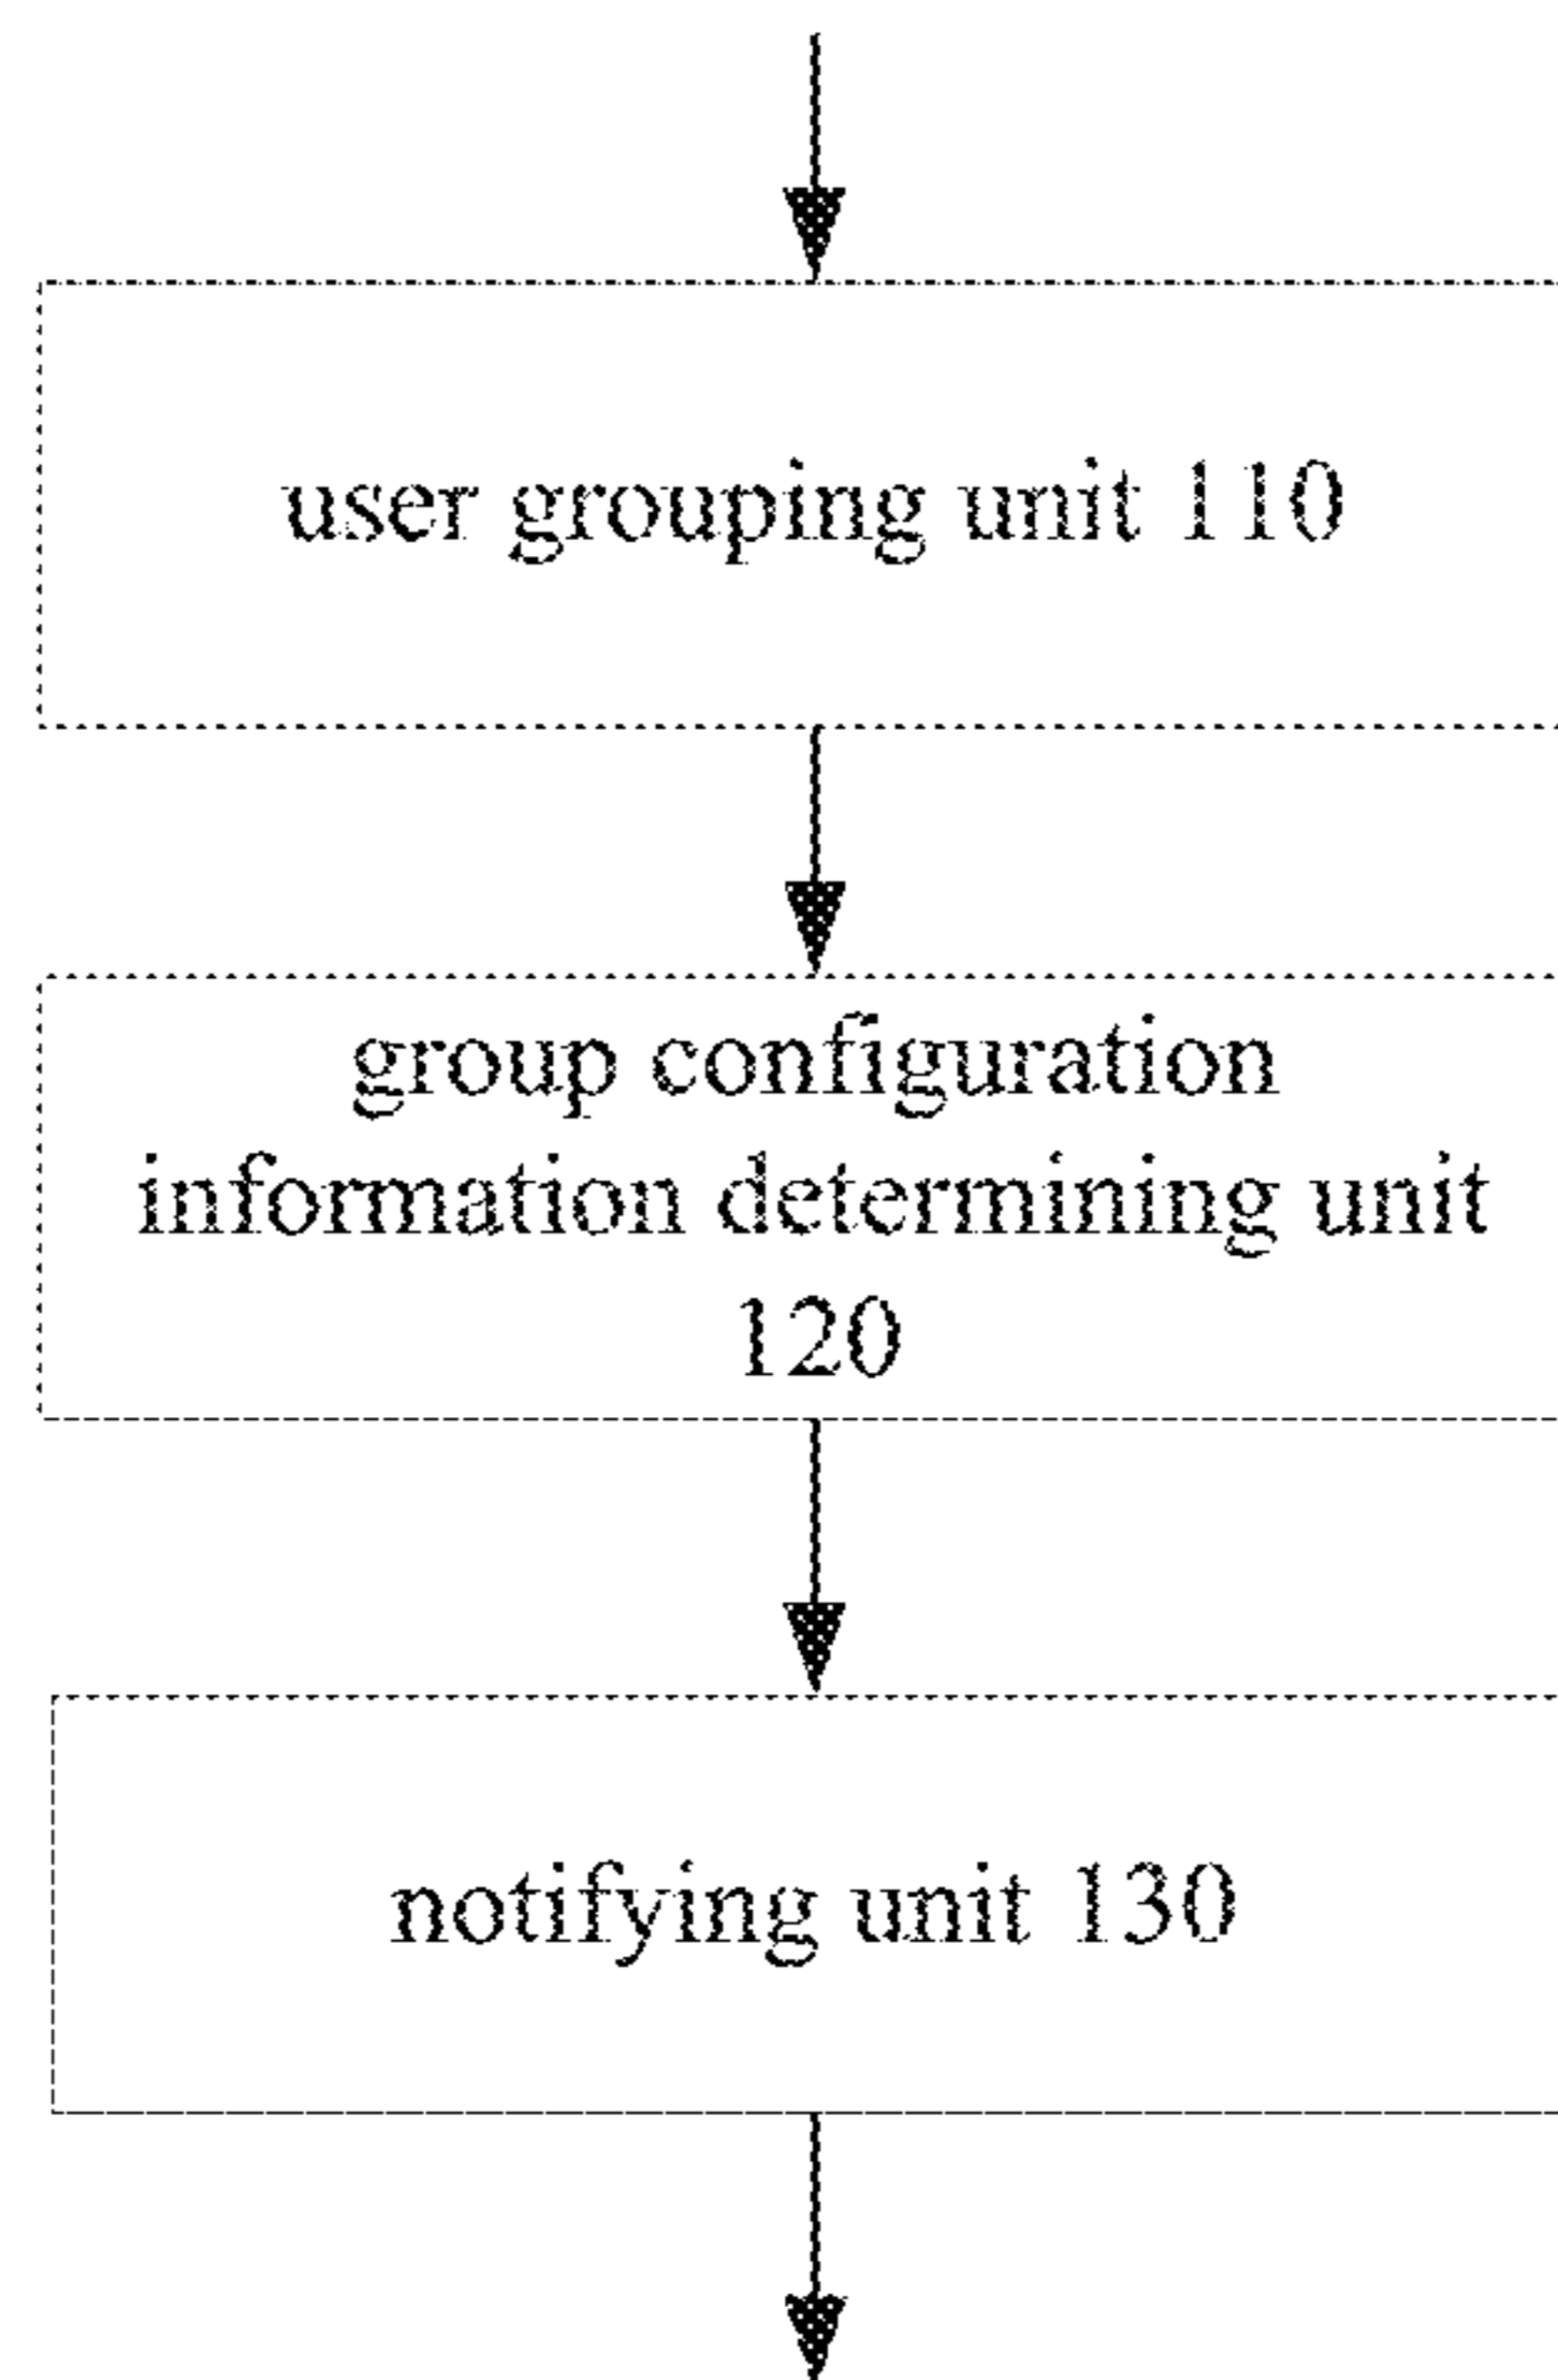 user grouping unit 110
group configuration
information determining unit
120
notifying unit 130